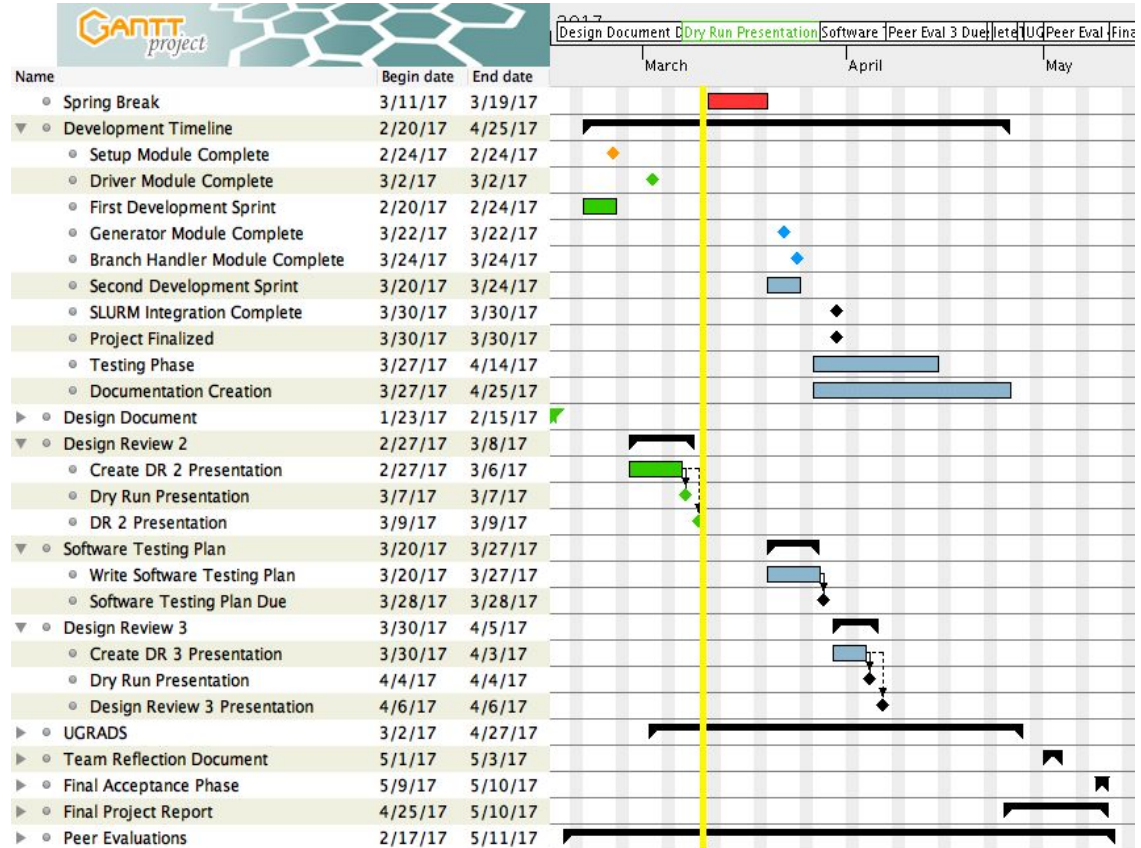 GANTT
project
2017
Design Document D Dry Run Presentation Software T Peer Eval 3 Due: lete T UG Peer Eval 4 Fina
March April May
Name Begin date End date
Spring Break 3/11/17 3/19/17
Development Timeline 2/20/17 4/25/17
Setup Module Complete 2/24/17 2/24/17
Driver Module Complete 3/2/17 3/2/17
First Development Sprint 2/20/17 2/24/17
Generator Module Complete 3/22/17 3/22/17
Branch Handler Module Complete 3/24/17 3/24/17
Second Development Sprint 3/20/17 3/24/17
SLURM Integration Complete 3/30/17 3/30/17
Project Finalized 3/30/17 3/30/17
Testing Phase 3/27/17 4/14/17
Documentation Creation 3/27/17 4/25/17
Design Document 1/23/17 2/15/17
Design Review 2 2/27/17 3/8/17
Create DR 2 Presentation 2/27/17 3/6/17
Dry Run Presentation 3/7/17 3/7/17
DR 2 Presentation 3/9/17 3/9/17
Software Testing Plan 3/20/17 3/27/17
Write Software Testing Plan 3/20/17 3/27/17
Software Testing Plan Due 3/28/17 3/28/17
Design Review 3 3/30/17 4/5/17
Create DR 3 Presentation 3/30/17 4/3/17
Dry Run Presentation 4/4/17 4/4/17
Design Review 3 Presentation 4/6/17 4/6/17
UGRADS 3/2/17 4/27/17
Team Reflection Document 5/1/17 5/3/17
Final Acceptance Phase 5/9/17 5/10/17
Final Project Report 4/25/17 5/10/17
Peer Evaluations 2/17/17 5/11/17